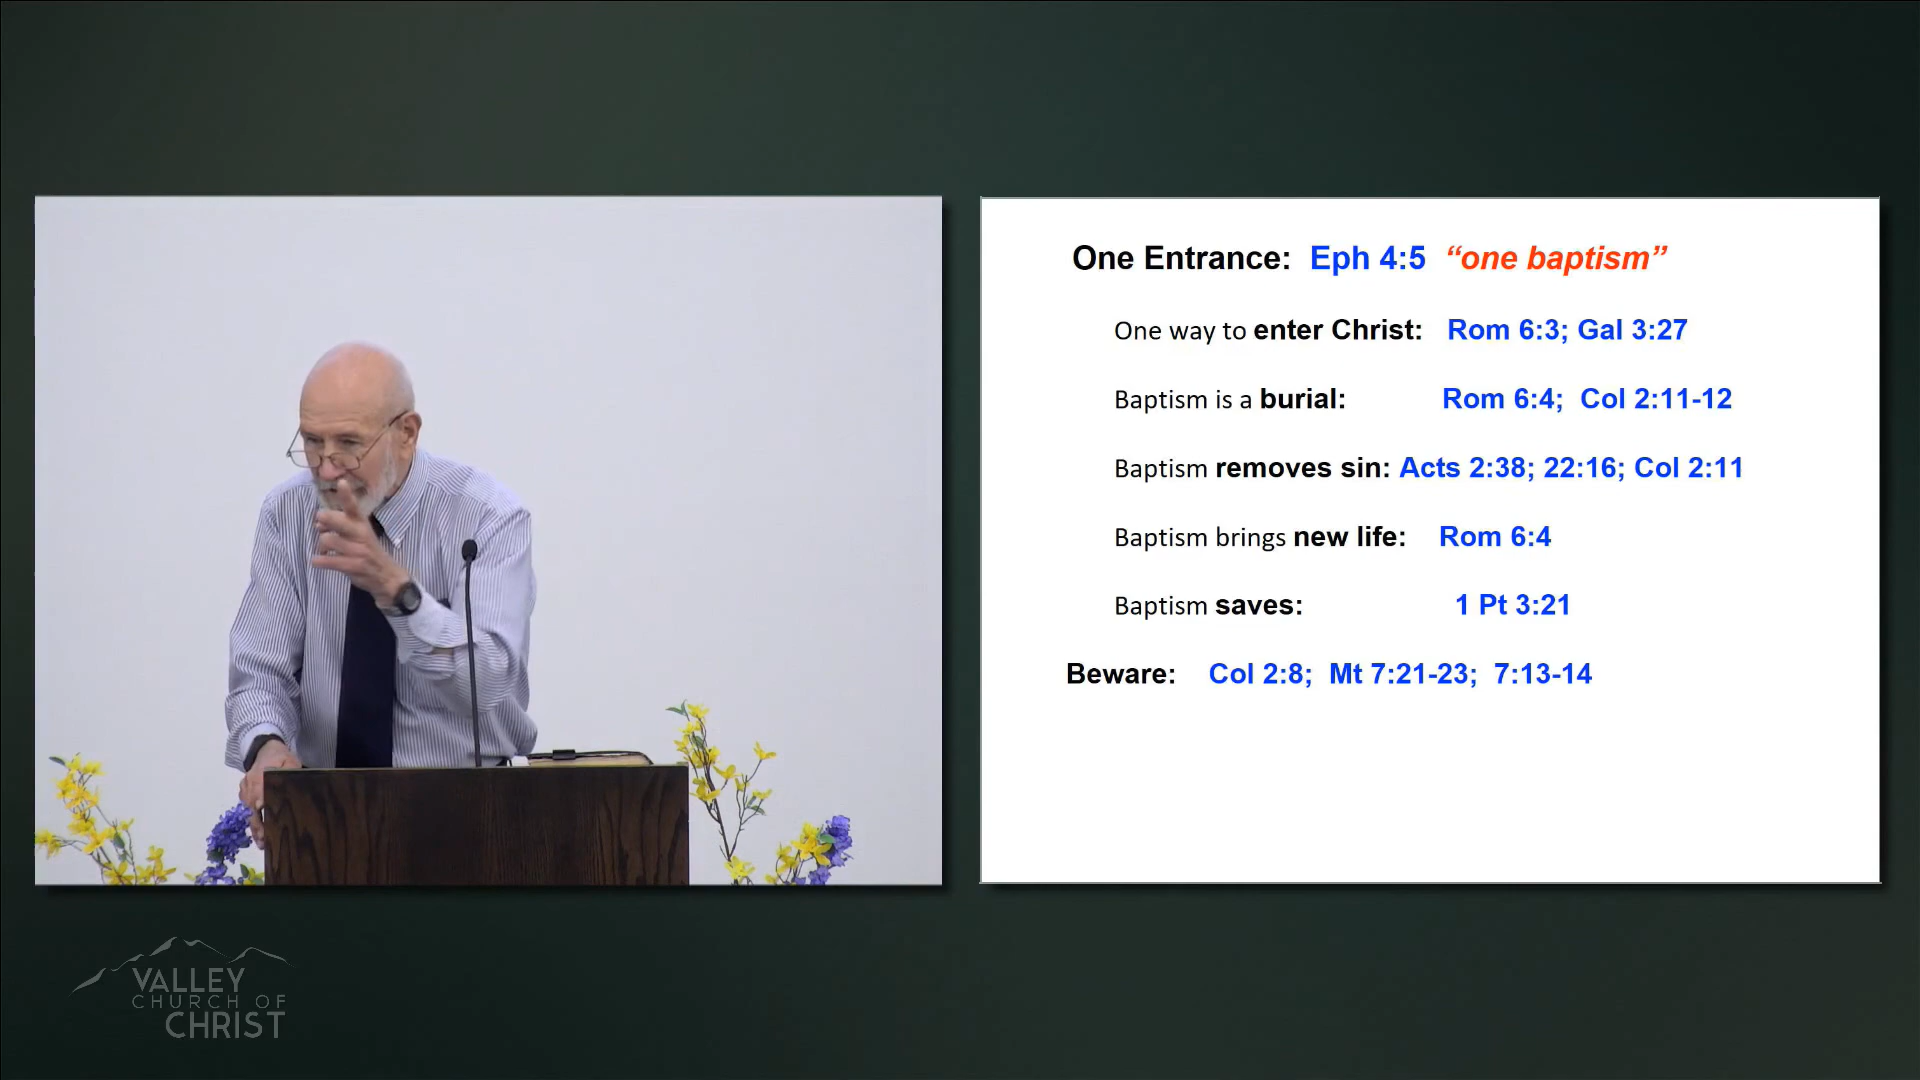 One Entrance: Eph 4:5 “one baptism”
One way to enter Christ: Rom 6:3; Gal 3:27
Baptism is a burial: Rom 6:4; Col 2:11-12
Baptism removes sin: Acts 2:38; 22:16; Col 2:11
Baptism brings new life: Rom 6:4
Baptism saves: 1 Pt 3:21
Beware: Col 2:8; Mt 7:21-23; 7:13-14
VALLEY
CHURCH OF
CHRIST